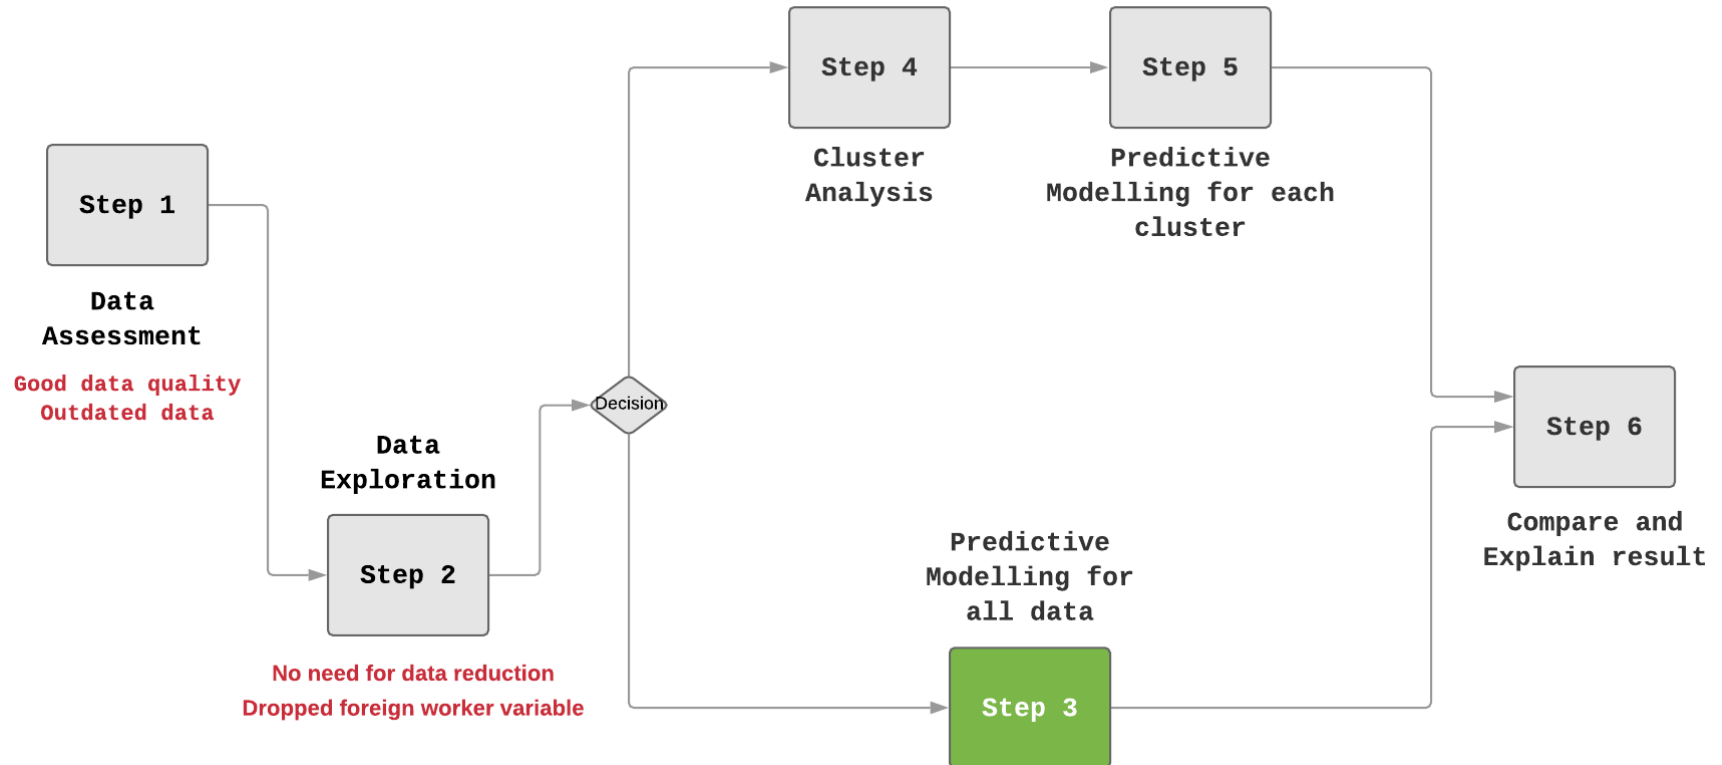 Step 1
Data
Assessment
Good data quality
Outdated data
Data
Exploration
Step 2
No need for data reduction
Dropped foreign worker variable
Decision
Step 4
Cluster
Analysis
Step 5
Predictive
Modelling for each
cluster
Predictive
Modelling for
all data
Step 3
Step 6
Compare and
Explain result